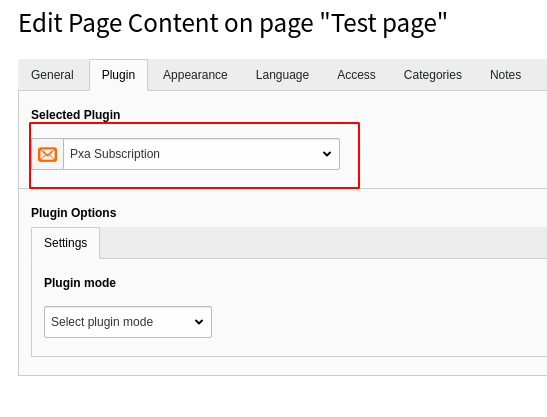 Edit Page Content on page "Test page"
General Plugin Appearance Language Access Categories Notes
Selected Plugin
Pxa Subscription
Plugin Options
Settings
Plugin mode
Select plugin mode